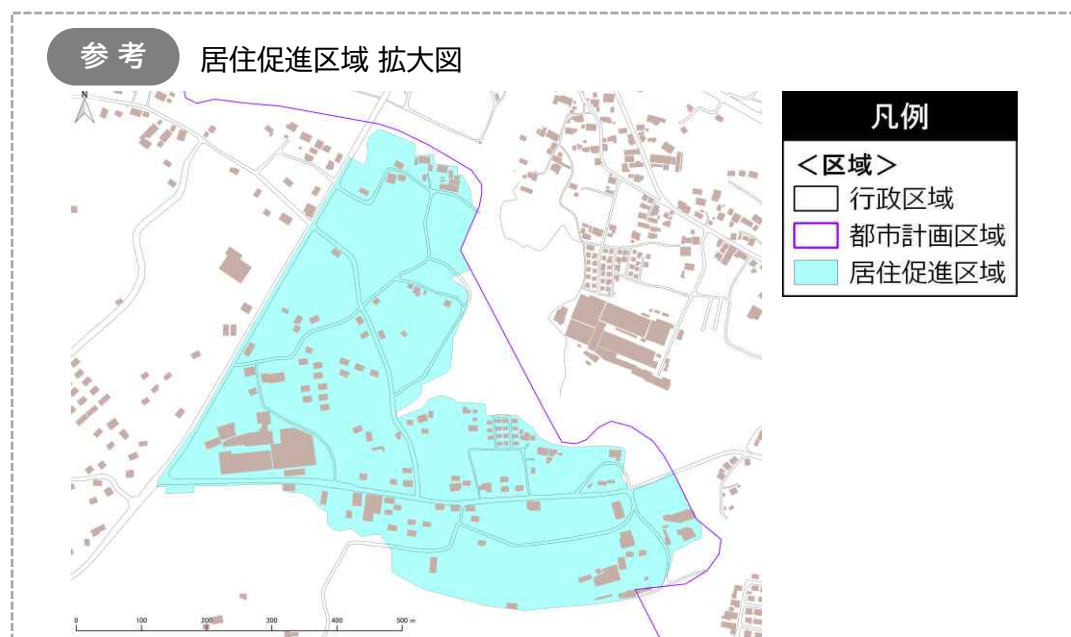 参考
居住促進区域 拡大図
N
凡例
＜区域＞
行政区域
都市計画区域
居住促進区域
0 100 200 300 400 500 m